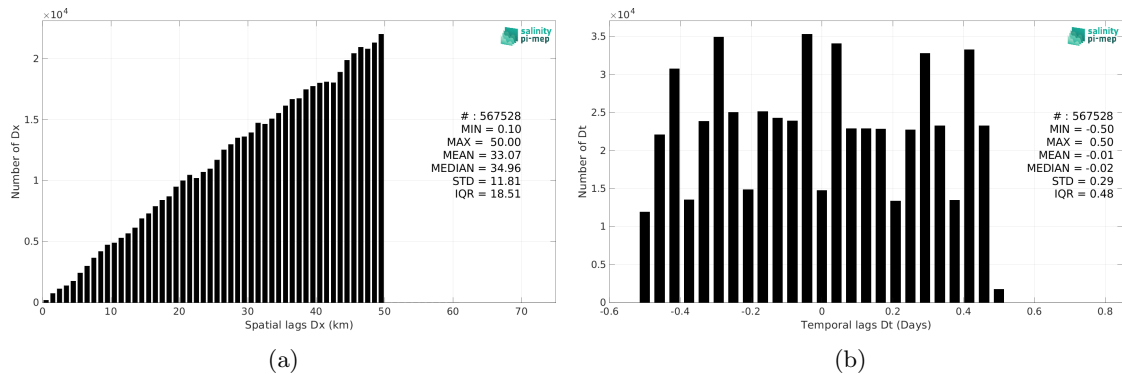 ×10⁴
salinity
pi-mep
2
1.5
1
0.5
0
Number of Dx
# : 567528
MIN = 0.10
MAX = 50.00
MEAN = 33.07
MEDIAN = 34.96
STD = 11.81
IQR = 18.51
0 10 20 30 40 50 60 70
Spatial lags Dx (km)
(a)
×10⁴
salinity
pi-mep
3.5
3
2.5
2
1.5
1
0.5
0
Number of Dt
# : 567528
MIN = -0.50
MAX = 0.50
MEAN = -0.01
MEDIAN = -0.02
STD = 0.29
IQR = 0.48
-0.6 -0.4 -0.2 0 0.2 0.4 0.6 0.8
Temporal lags Dt (Days)
(b)